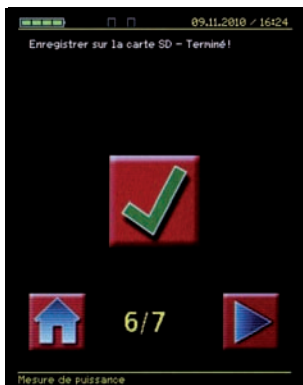 09.11.2010 / 16:24
Enregistrer sur la carte SD – Terminé!
6/7
Mesure de puissance